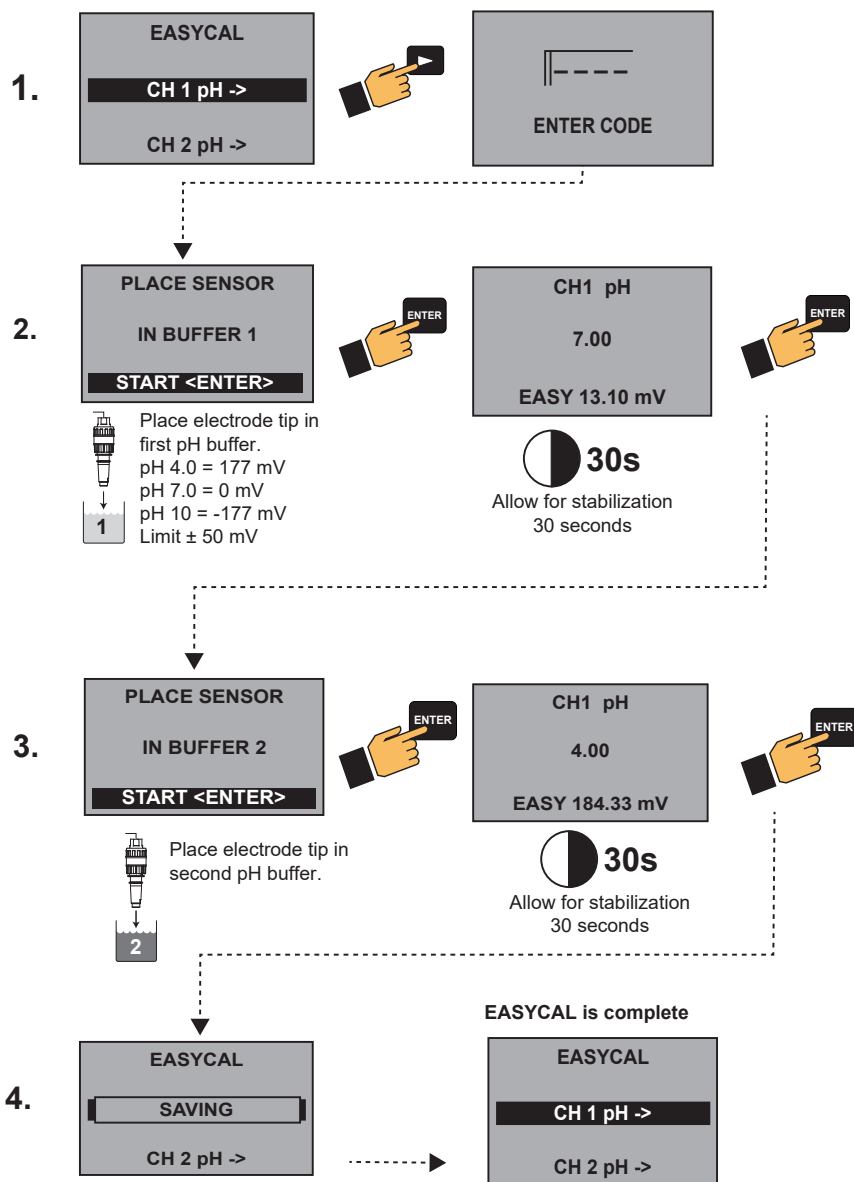 1.
EASYCAL
CH 1 pH ->
CH 2 pH ->
ENTER CODE
2.
PLACE SENSOR
IN BUFFER 1
START <ENTER>
ENTER
CH1 pH
7.00
EASY 13.10 mV
ENTER
Place electrode tip in
first pH buffer.
pH 4.0 = 177 mV
pH 7.0 = 0 mV
pH 10 = -177 mV
Limit ± 50 mV
1
30s
Allow for stabilization
30 seconds
3.
PLACE SENSOR
IN BUFFER 2
START <ENTER>
ENTER
CH1 pH
4.00
EASY 184.33 mV
ENTER
Place electrode tip in
second pH buffer.
2
30s
Allow for stabilization
30 seconds
4.
EASYCAL
SAVING
CH 2 pH ->
EASYCAL is complete
EASYCAL
CH 1 pH ->
CH 2 pH ->